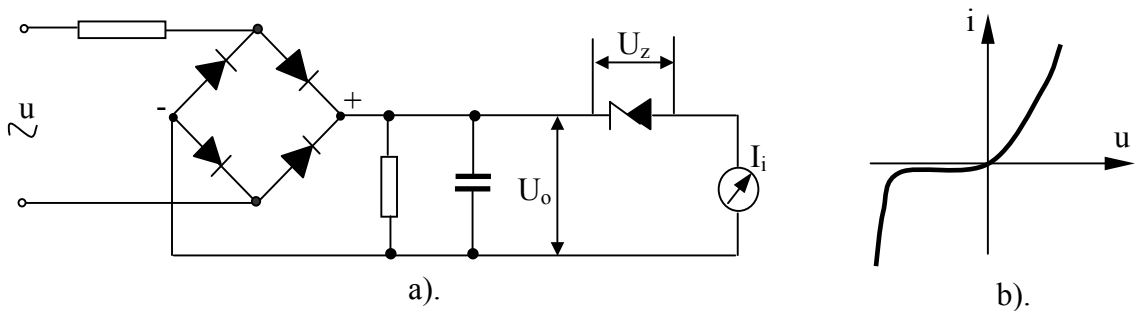 i
U_z
- +
u
~
u
U_o
I_i
a).
b).